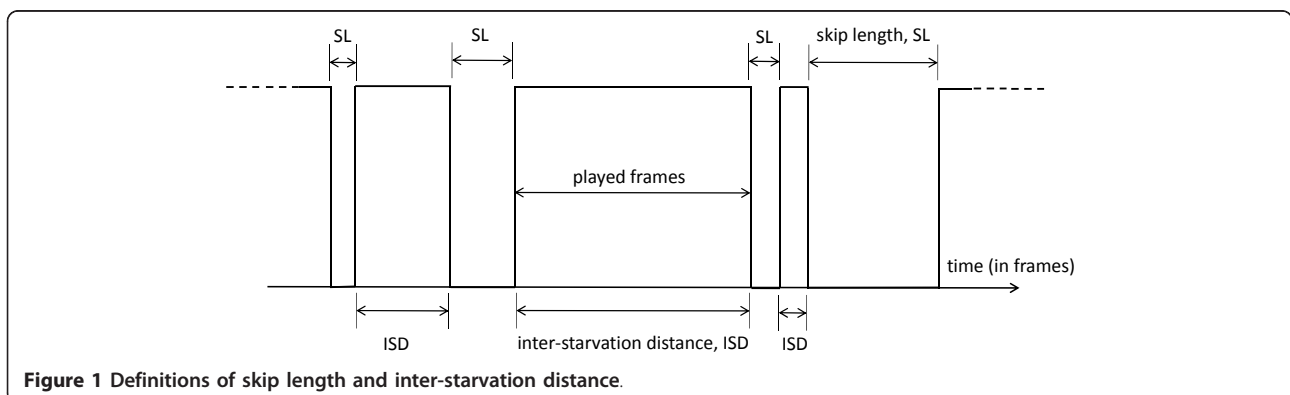 SL
SL
SL
skip length, SL
played frames
time (in frames)
ISD
inter-starvation distance, ISD
ISD
Figure 1 Definitions of skip length and inter-starvation distance.